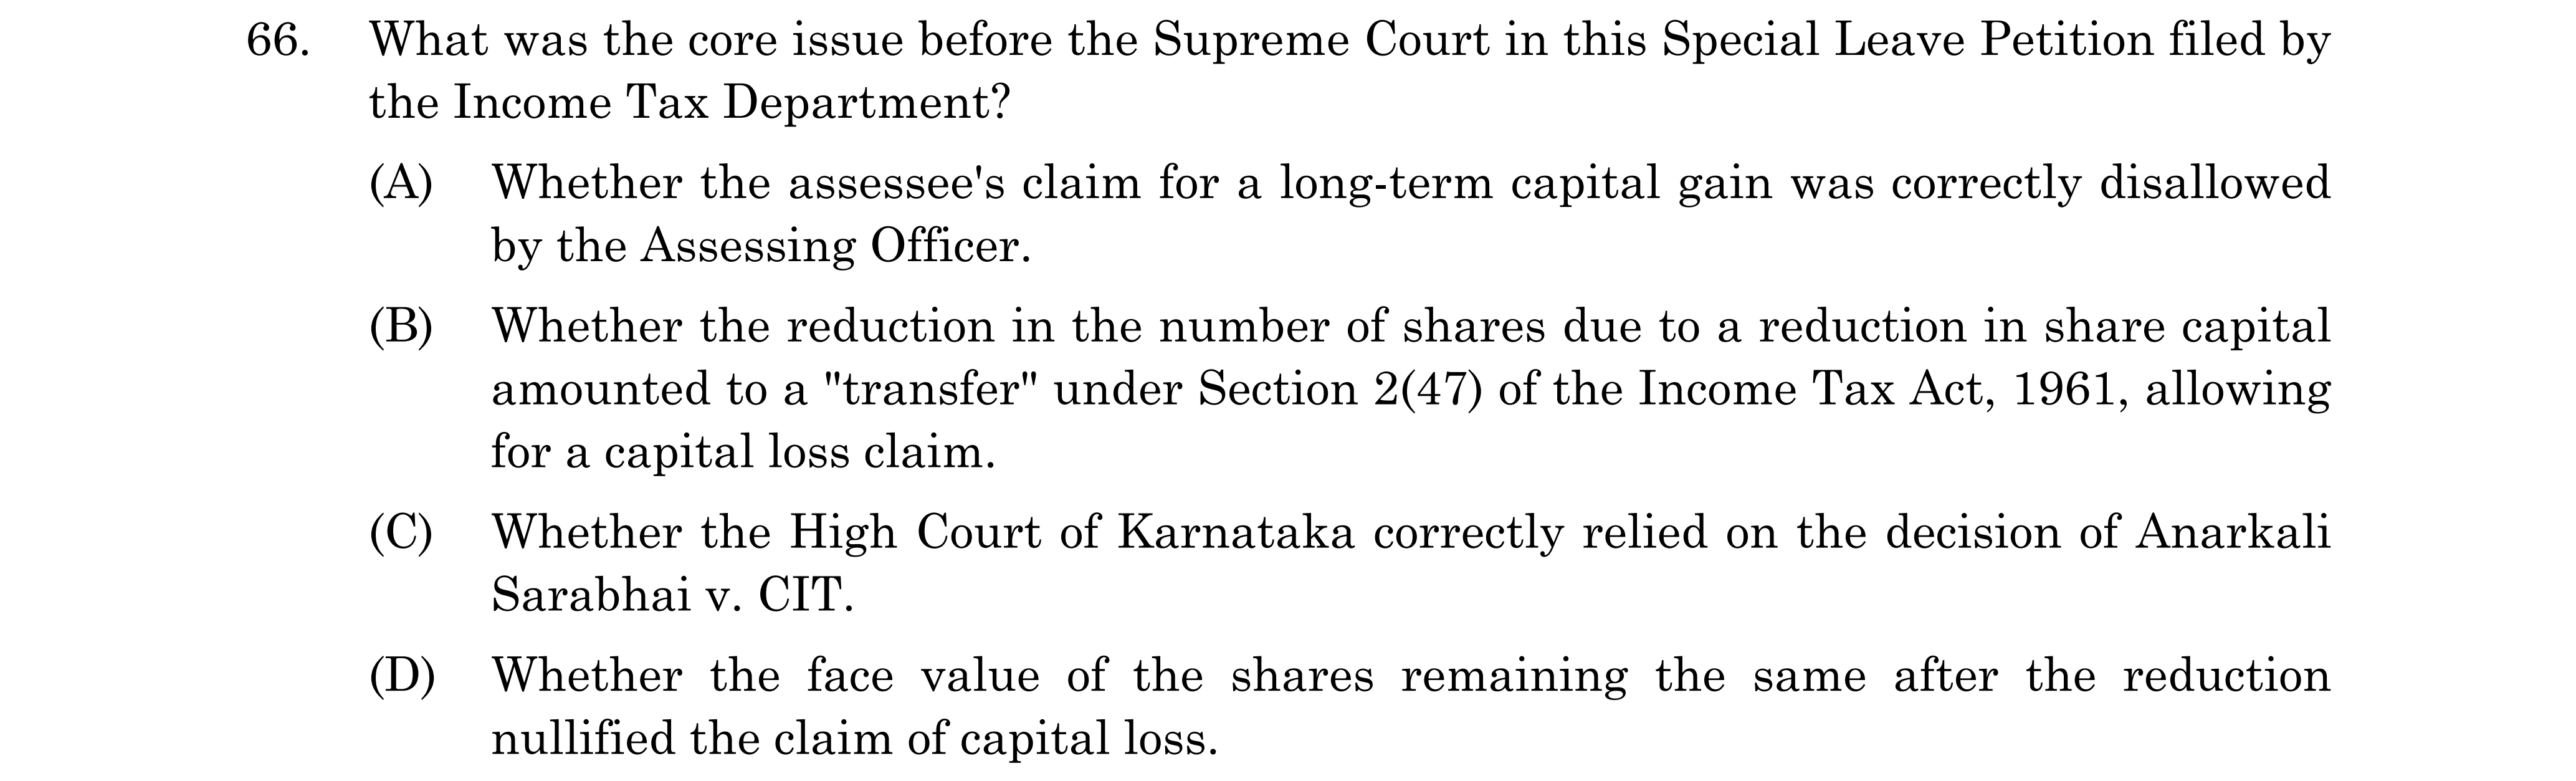 66. What was the core issue before the Supreme Court in this Special Leave Petition filed by
the Income Tax Department?
(A) Whether the assessee's claim for a long-term capital gain was correctly disallowed
by the Assessing Officer.
(B) Whether the reduction in the number of shares due to a reduction in share capital
amounted to a "transfer" under Section 2(47) of the Income Tax Act, 1961, allowing
for a capital loss claim.
(C) Whether the High Court of Karnataka correctly relied on the decision of Anarkali
Sarabhai v. CIT.
(D) Whether the face value of the shares remaining the same after the reduction
nullified the claim of capital loss.